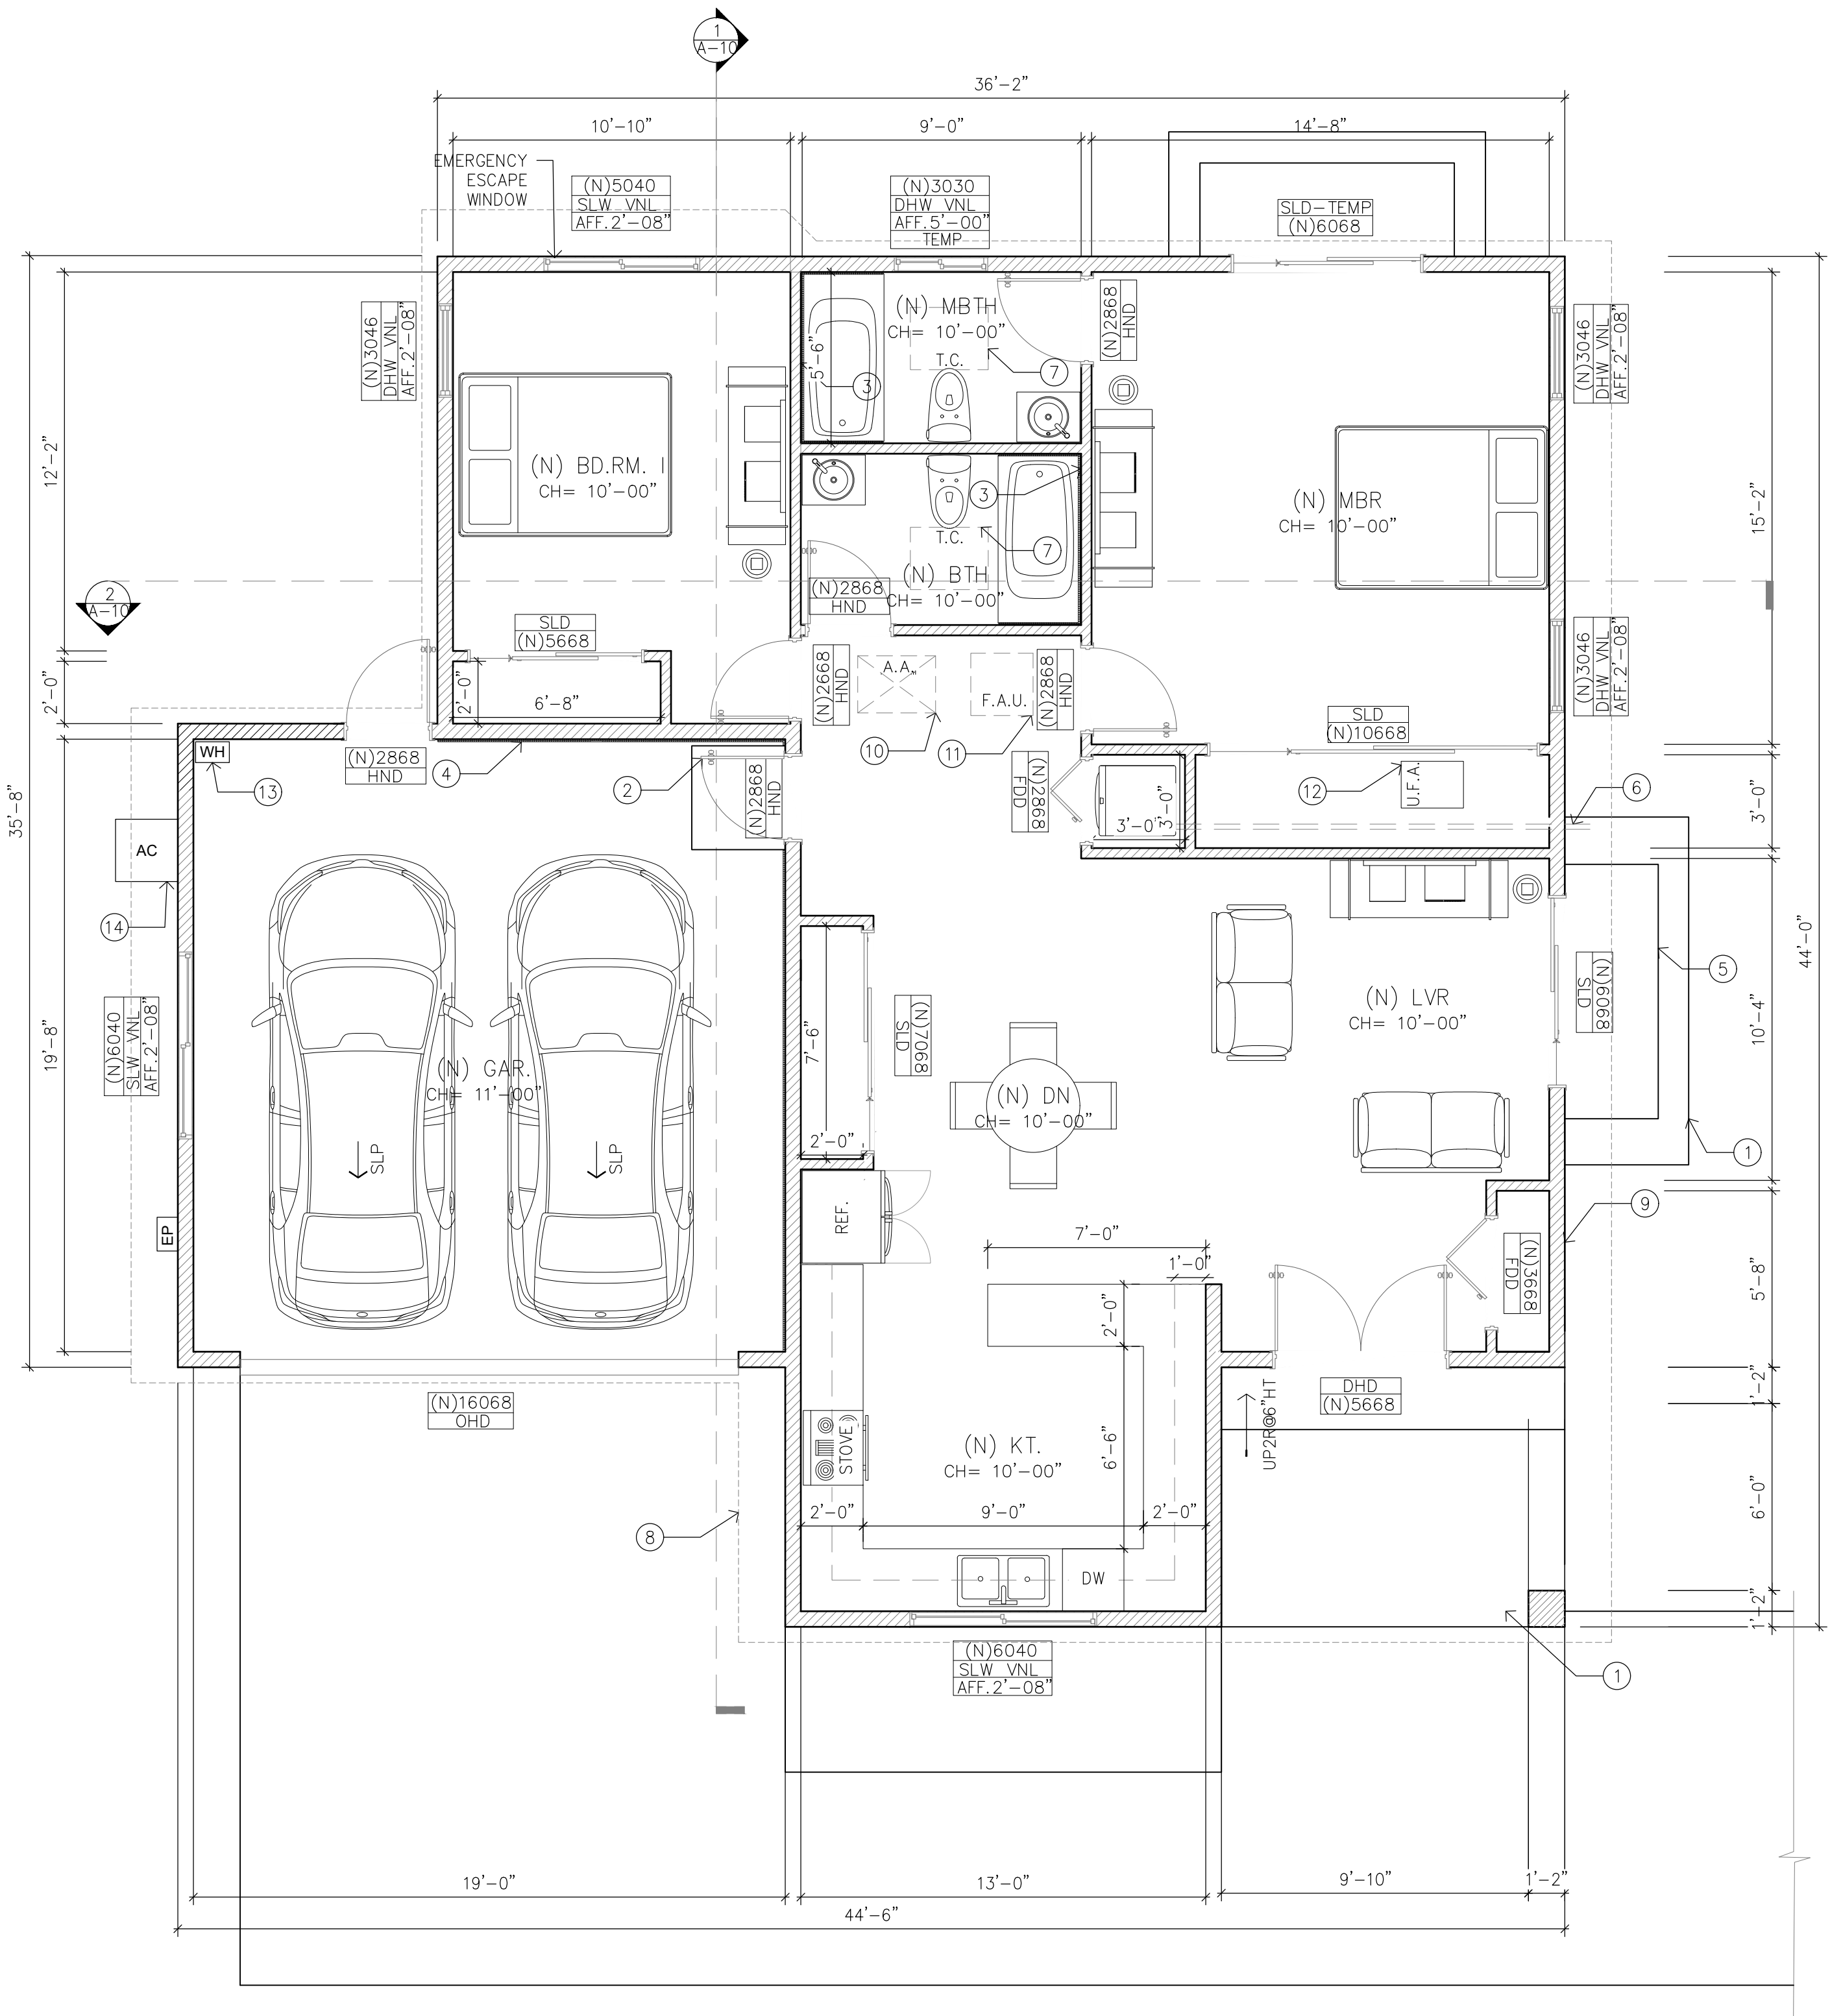 1
A-10
36'-2"
10'-10"
9'-0"
14'-8"
EMERGENCY
ESCAPE
WINDOW
(N)5040
SLW VNL
AFF.2'-08"
(N)3030
DHW VNL
AFF.5'-00"
TEMP
SLD-TEMP
(N)6068
(N)3046
DHW VNL
AFF.2'-08"
(N) MBTH
CH= 10'-00"
5'-6"
T.C.
3
7
(N)2868
HND
(N)3046
DHW VNL
AFF.2'-08"
12'-2"
(N) BD.RM. I
CH= 10'-00"
3
T.C.
7
(N) MBR
CH= 10'-00"
15'-2"
2
A-10
(N)2868
HND
(N) BTH
CH= 10'-00"
SLD
(N)5668
2'-0"
2'-0"
6'-8"
(N)2668
HND
A.A.
F.A.U.
(N)2868
HND
(N)3046
DHW VNL
AFF.2'-08"
SLD
(N)10668
WH
13
(N)2868
HND
4
2
(N)2868
HND
10
11
(N)2868
FDD
3'-0"
3'-0"
12
U.F.A.
6
3'-0"
35'-8"
AC
14
44'-0"
5
(N)6068
SLD
(N) LVR
CH= 10'-00"
10'-4"
(N)6040
SLW VNL
AFF.2'-08"
19'-8"
(N) GAR.
CH= 11'-00"
SLP
SLP
7'-6"
2'-0"
(N)7068
SLD
(N) DN
CH= 10'-00"
1
EP
REF.
7'-0"
1'-0"
2'-0"
9
(N)3668
FDD
5'-8"
(N)16068
OHD
UP2R@6"HT
DHD
(N)5668
1'-2"
STOVE
(N) KT.
CH= 10'-00"
6'-6"
2'-0"
9'-0"
2'-0"
6'-0"
8
DW
1'-2"
(N)6040
SLW VNL
AFF.2'-08"
1
19'-0"
13'-0"
9'-10"
1'-2"
44'-6"